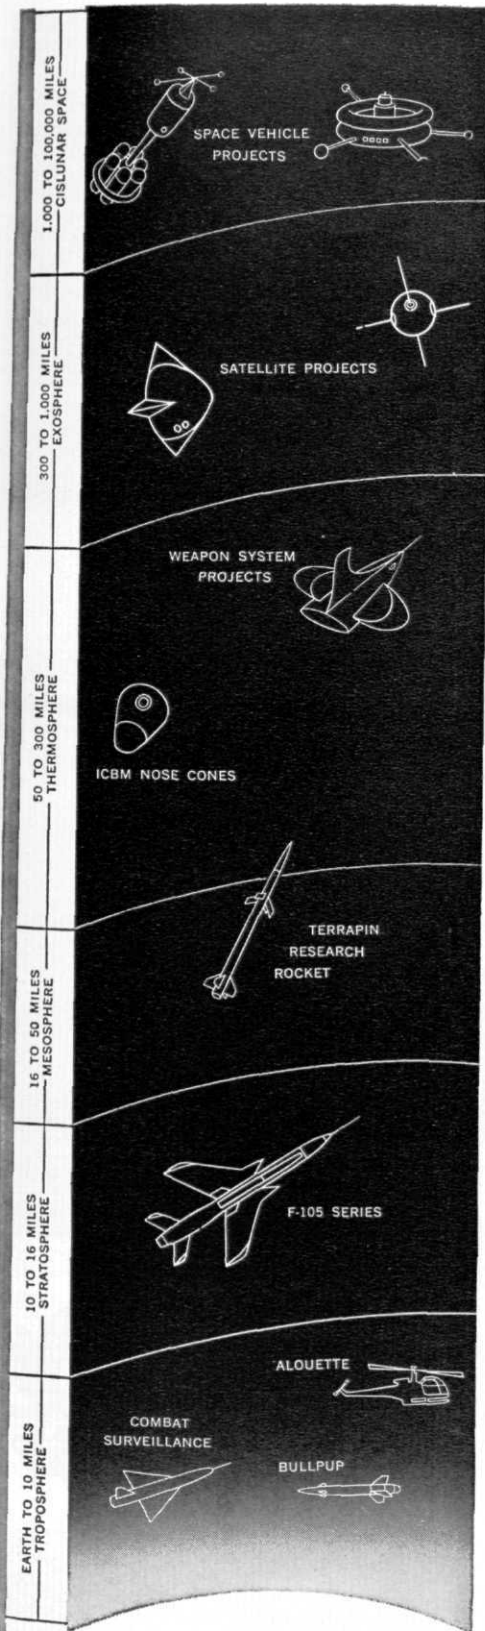 1,000 TO 100,000 MILES
CISLUNAR SPACE
SPACE VEHICLE
PROJECTS
300 TO 1,000 MILES
EXOSPHERE
SATELLITE PROJECTS
50 TO 300 MILES
THERMOSPHERE
WEAPON SYSTEM
PROJECTS
ICBM NOSE CONES
16 TO 50 MILES
MESOSPHERE
TERRAPIN
RESEARCH
ROCKET
10 TO 16 MILES
STRATOSPHERE
F-105 SERIES
EARTH TO 10 MILES
TROPOSPHERE
ALOUETTE
COMBAT
SURVEILLANCE
BULLPUP